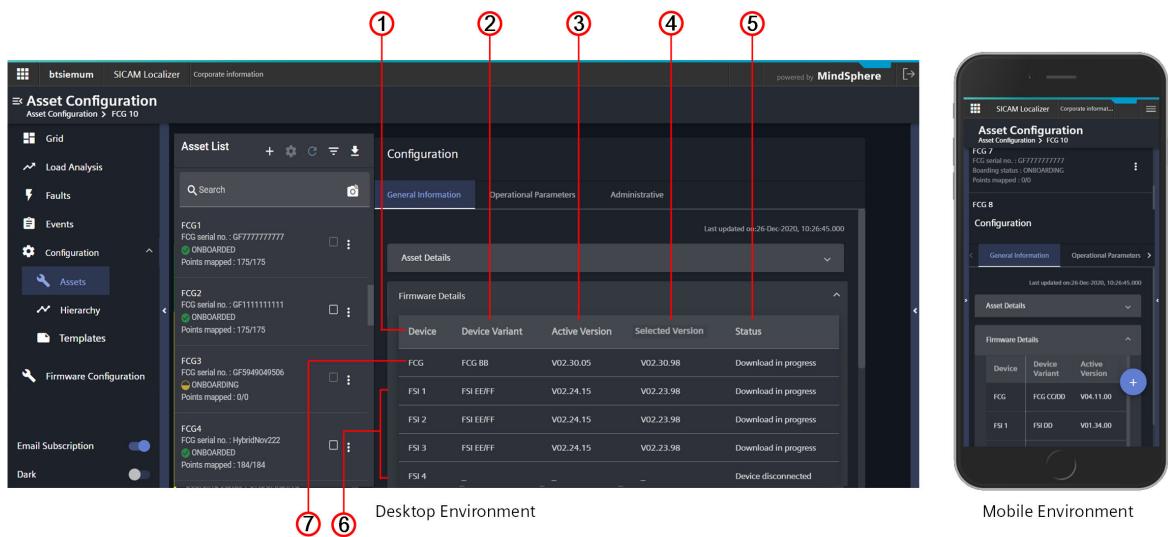 1 2 3 4 5
btsiemum SICAM Localizer Corporate information powered by MindSphere
Asset Configuration
Asset Configuration > FCG 10
Grid
Load Analysis
Faults
Events
Configuration
Assets
Hierarchy
Templates
Firmware Configuration
Email Subscription
Dark
Asset List
Search
FCG1
FCG serial no. : GF7777777777
ONBOARDED
Points mapped : 175/175
FCG2
FCG serial no. : GF1111111111
ONBOARDED
Points mapped : 175/175
FCG3
FCG serial no. : GF5949049506
ONBOARDING
Points mapped : 0/0
FCG4
FCG serial no. : HybridNov222
ONBOARDED
Points mapped : 184/184
Configuration
General Information Operational Parameters Administrative
Last updated on:26-Dec-2020, 10:26:45.000
Asset Details
Firmware Details
Device Device Variant Active Version Selected Version Status
FCG FCG BB V02.30.05 V02.30.98 Download in progress
FSI 1 FSI EE/FF V02.24.15 V02.23.98 Download in progress
FSI 2 FSI EE/FF V02.24.15 V02.23.98 Download in progress
FSI 3 FSI EE/FF V02.24.15 V02.23.98 Download in progress
FSI 4 _ _ _ Device disconnected
7 6
Desktop Environment
SICAM Localizer Corporate informat...
Asset Configuration
Asset Configuration > FCG 10
FCG 7
FCG serial no. : GF7777777777
Boarding status : ONBOARDING
Points mapped : 0/0
FCG 8
Configuration
General Information Operational Parameters
Last updated on:26-Dec-2020, 10:26:45.000
Asset Details
Firmware Details
Device Device Variant Active Version
FCG FCG CC/DD V04.11.00
FSI 1 FSI DD V01.34.00
Mobile Environment